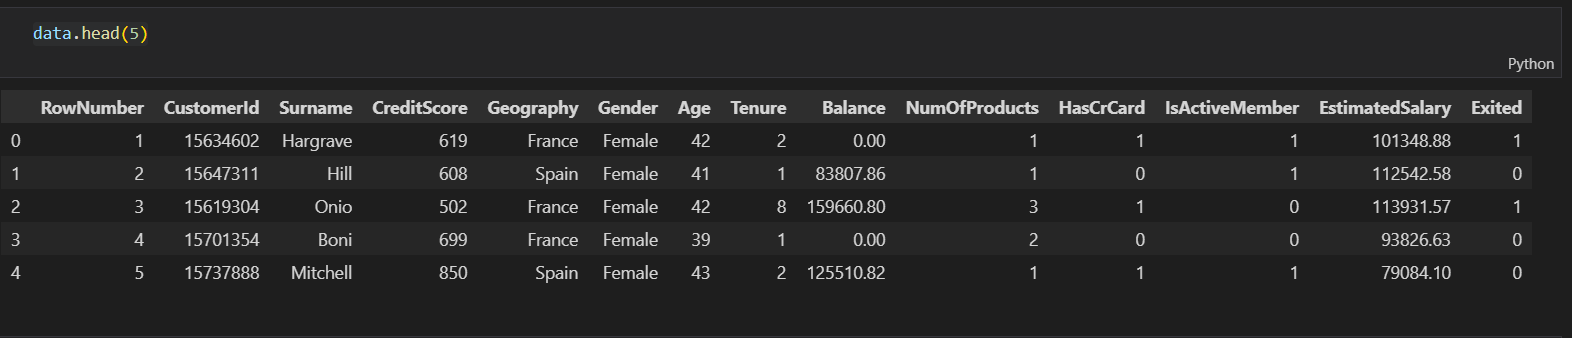 data.head(5)
Python
RowNumber CustomerId Surname CreditScore Geography Gender Age Tenure Balance NumOfProducts HasCrCard IsActiveMember EstimatedSalary Exited
0 1 15634602 Hargrave 619 France Female 42 2 0.00 1 1 1 101348.88 1
1 2 15647311 Hill 608 Spain Female 41 1 83807.86 1 0 1 112542.58 0
2 3 15619304 Onio 502 France Female 42 8 159660.80 3 1 0 113931.57 1
3 4 15701354 Boni 699 France Female 39 1 0.00 2 0 0 93826.63 0
4 5 15737888 Mitchell 850 Spain Female 43 2 125510.82 1 1 1 79084.10 0